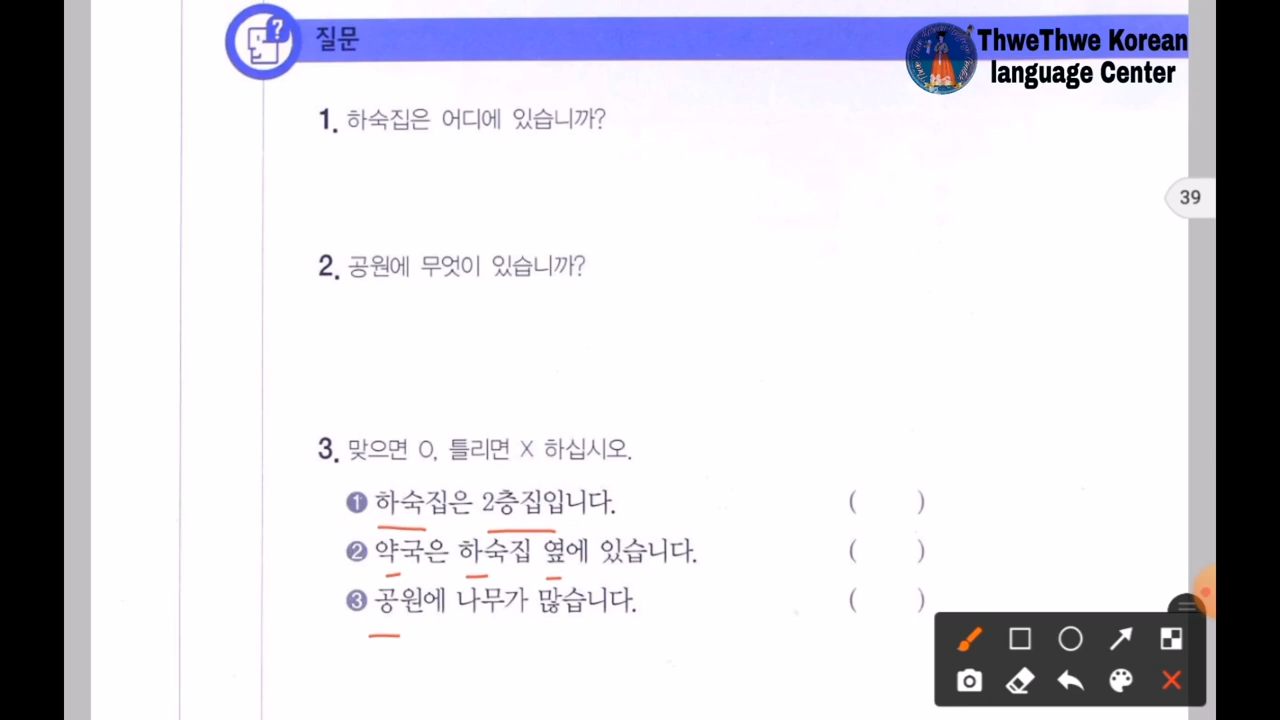 질문
ThweThwe Korean
language Center
1. 하숙집은 어디에 있습니까?
39
2. 공원에 무엇이 있습니까?
3. 맞으면 O, 틀리면 X 하십시오.
❶ 하숙집은 2층집입니다. ( )
❷ 약국은 하숙집 옆에 있습니다. ( )
❸ 공원에 나무가 많습니다. ( )